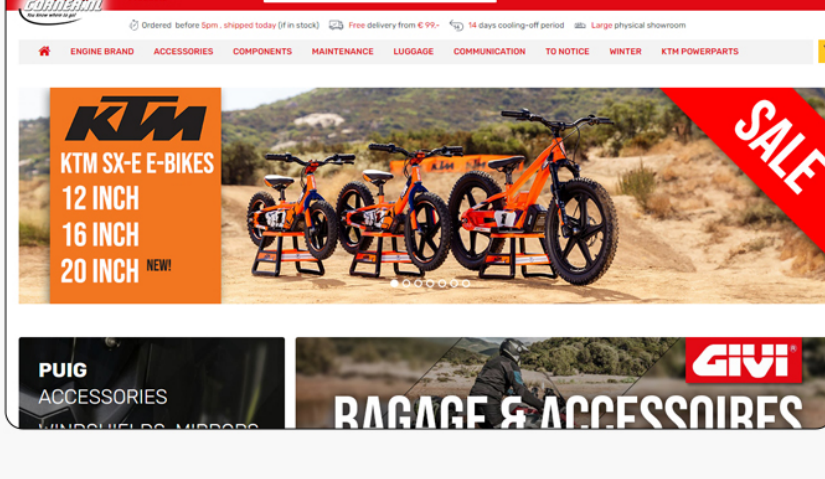 You know where to go!
Ordered before 5pm , shipped today (if in stock) Free delivery from € 99,- 14 days cooling-off period Large physical showroom
ENGINE BRAND ACCESSORIES COMPONENTS MAINTENANCE LUGGAGE COMMUNICATION TO NOTICE WINTER KTM POWERPARTS
KTM
KTM SX-E E-BIKES
12 INCH
16 INCH
20 INCH NEW!
SALE
PUIG
ACCESSORIES
WINDSHIELDS, MIRRORS
GIVI
BAGAGE & ACCESSOIRES